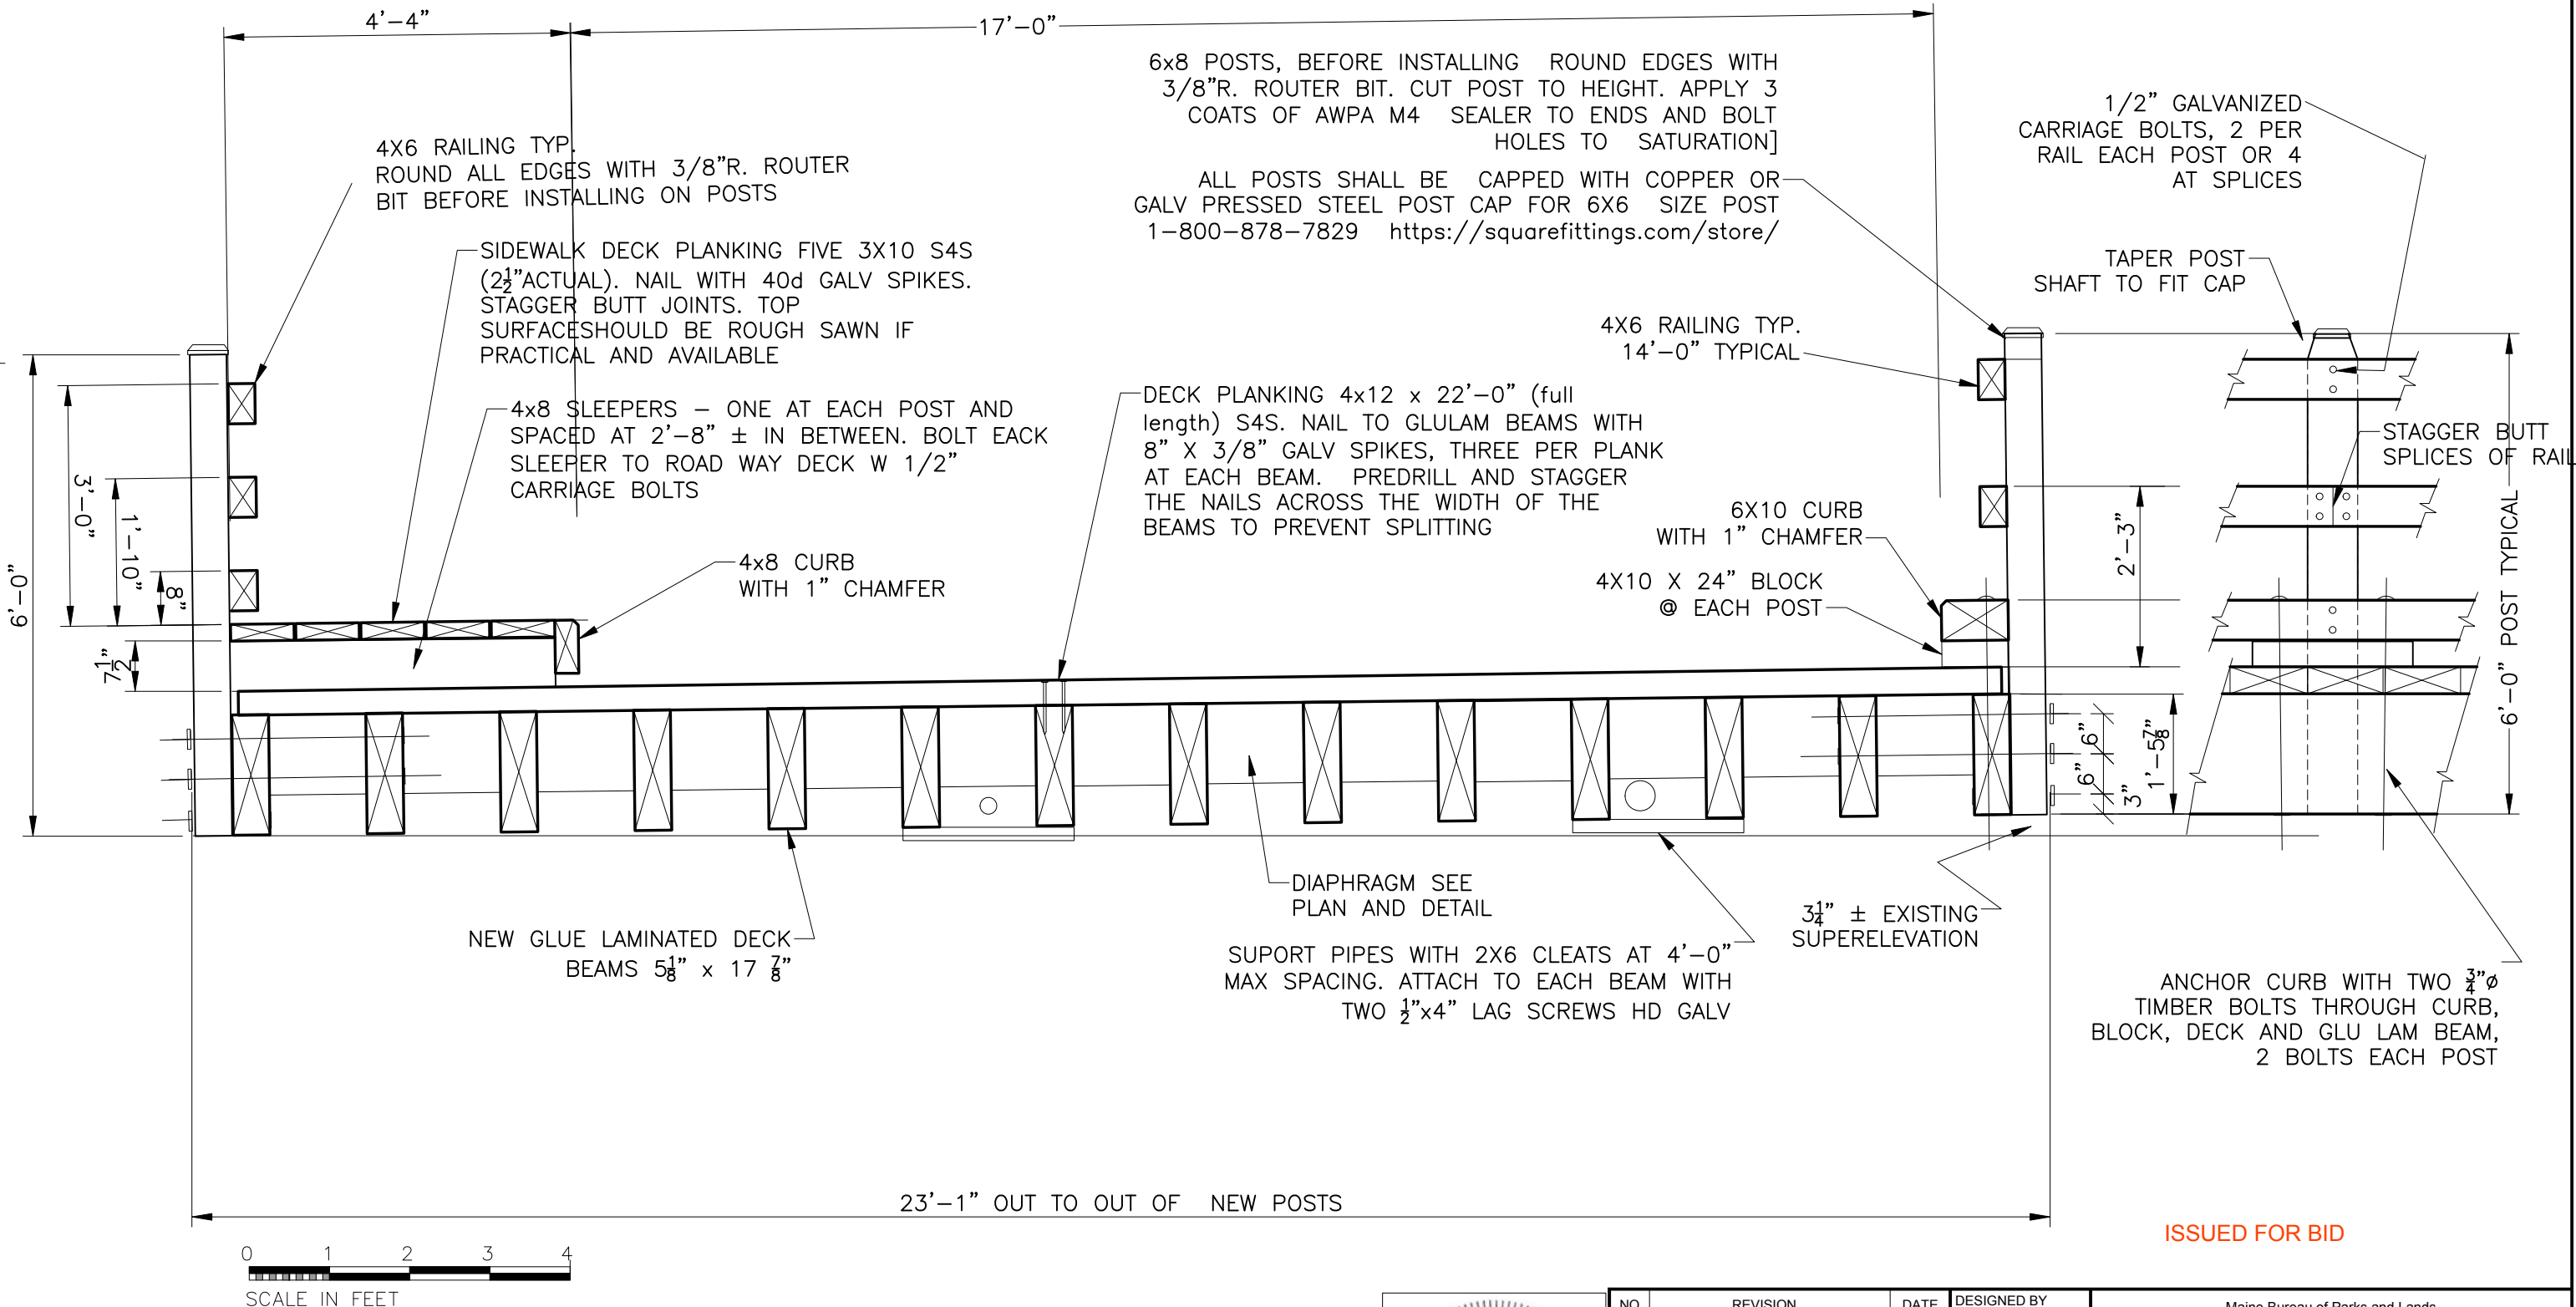 4'-4"
17'-0"
6x8 POSTS, BEFORE INSTALLING ROUND EDGES WITH
3/8"R. ROUTER BIT. CUT POST TO HEIGHT. APPLY 3
COATS OF AWPA M4 SEALER TO ENDS AND BOLT
HOLES TO SATURATION]
ALL POSTS SHALL BE CAPPED WITH COPPER OR
GALV PRESSED STEEL POST CAP FOR 6X6 SIZE POST
1-800-878-7829 https://squarefittings.com/store/
1/2" GALVANIZED
CARRIAGE BOLTS, 2 PER
RAIL EACH POST OR 4
AT SPLICES
4X6 RAILING TYP.
ROUND ALL EDGES WITH 3/8"R. ROUTER
BIT BEFORE INSTALLING ON POSTS
SIDEWALK DECK PLANKING FIVE 3X10 S4S
(2½"ACTUAL). NAIL WITH 40d GALV SPIKES.
STAGGER BUTT JOINTS. TOP
SURFACESHOULD BE ROUGH SAWN IF
PRACTICAL AND AVAILABLE
TAPER POST
SHAFT TO FIT CAP
4X6 RAILING TYP.
14'-0" TYPICAL
4x8 SLEEPERS - ONE AT EACH POST AND
SPACED AT 2'-8" ± IN BETWEEN. BOLT EACK
SLEEPER TO ROAD WAY DECK W 1/2"
CARRIAGE BOLTS
DECK PLANKING 4x12 x 22'-0" (full
length) S4S. NAIL TO GLULAM BEAMS WITH
8" X 3/8" GALV SPIKES, THREE PER PLANK
AT EACH BEAM. PREDRILL AND STAGGER
THE NAILS ACROSS THE WIDTH OF THE
BEAMS TO PREVENT SPLITTING
STAGGER BUTT
SPLICES OF RAIL
6X10 CURB
WITH 1" CHAMFER
4x8 CURB
WITH 1" CHAMFER
4X10 X 24" BLOCK
@ EACH POST
6'-0"
3'-0"
1'-10"
8"
7½"
2'-3"
6'-0" POST TYPICAL
6"
6"
3"
1'-5⅞"
DIAPHRAGM SEE
PLAN AND DETAIL
3¼" ± EXISTING
SUPERELEVATION
NEW GLUE LAMINATED DECK
BEAMS 5⅛" x 17 ⅞"
SUPORT PIPES WITH 2X6 CLEATS AT 4'-0"
MAX SPACING. ATTACH TO EACH BEAM WITH
TWO ½"x4" LAG SCREWS HD GALV
ANCHOR CURB WITH TWO ¾"ø
TIMBER BOLTS THROUGH CURB,
BLOCK, DECK AND GLU LAM BEAM,
2 BOLTS EACH POST
23'-1" OUT TO OUT OF NEW POSTS
ISSUED FOR BID
0 1 2 3 4
SCALE IN FEET
NO. REVISION DATE DESIGNED BY
Maine Bureau of Parks and Lands